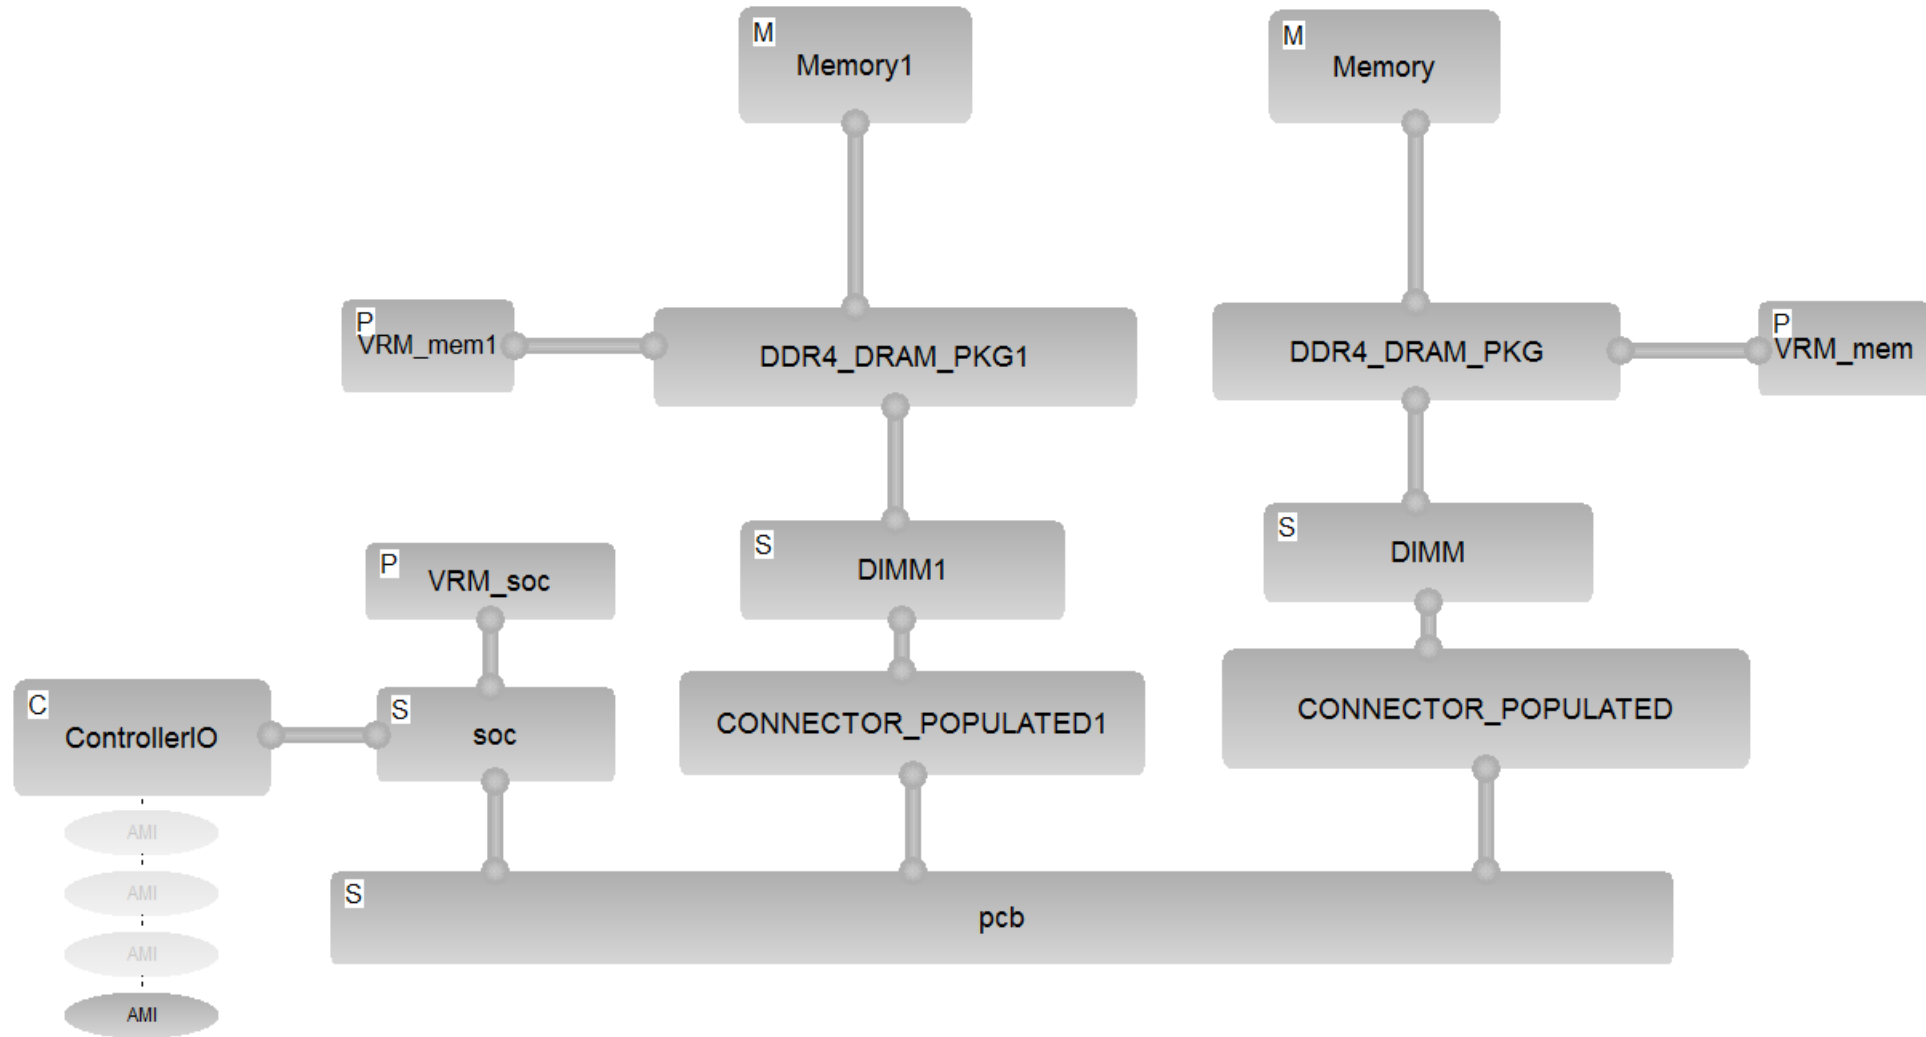 M
Memory1
M
Memory
P
VRM_mem1
DDR4_DRAM_PKG1
DDR4_DRAM_PKG
P
VRM_mem
S
DIMM1
S
DIMM
P
VRM_soc
C
ControllerIO
S
soc
CONNECTOR_POPULATED1
CONNECTOR_POPULATED
AMI
AMI
AMI
AMI
S
pcb